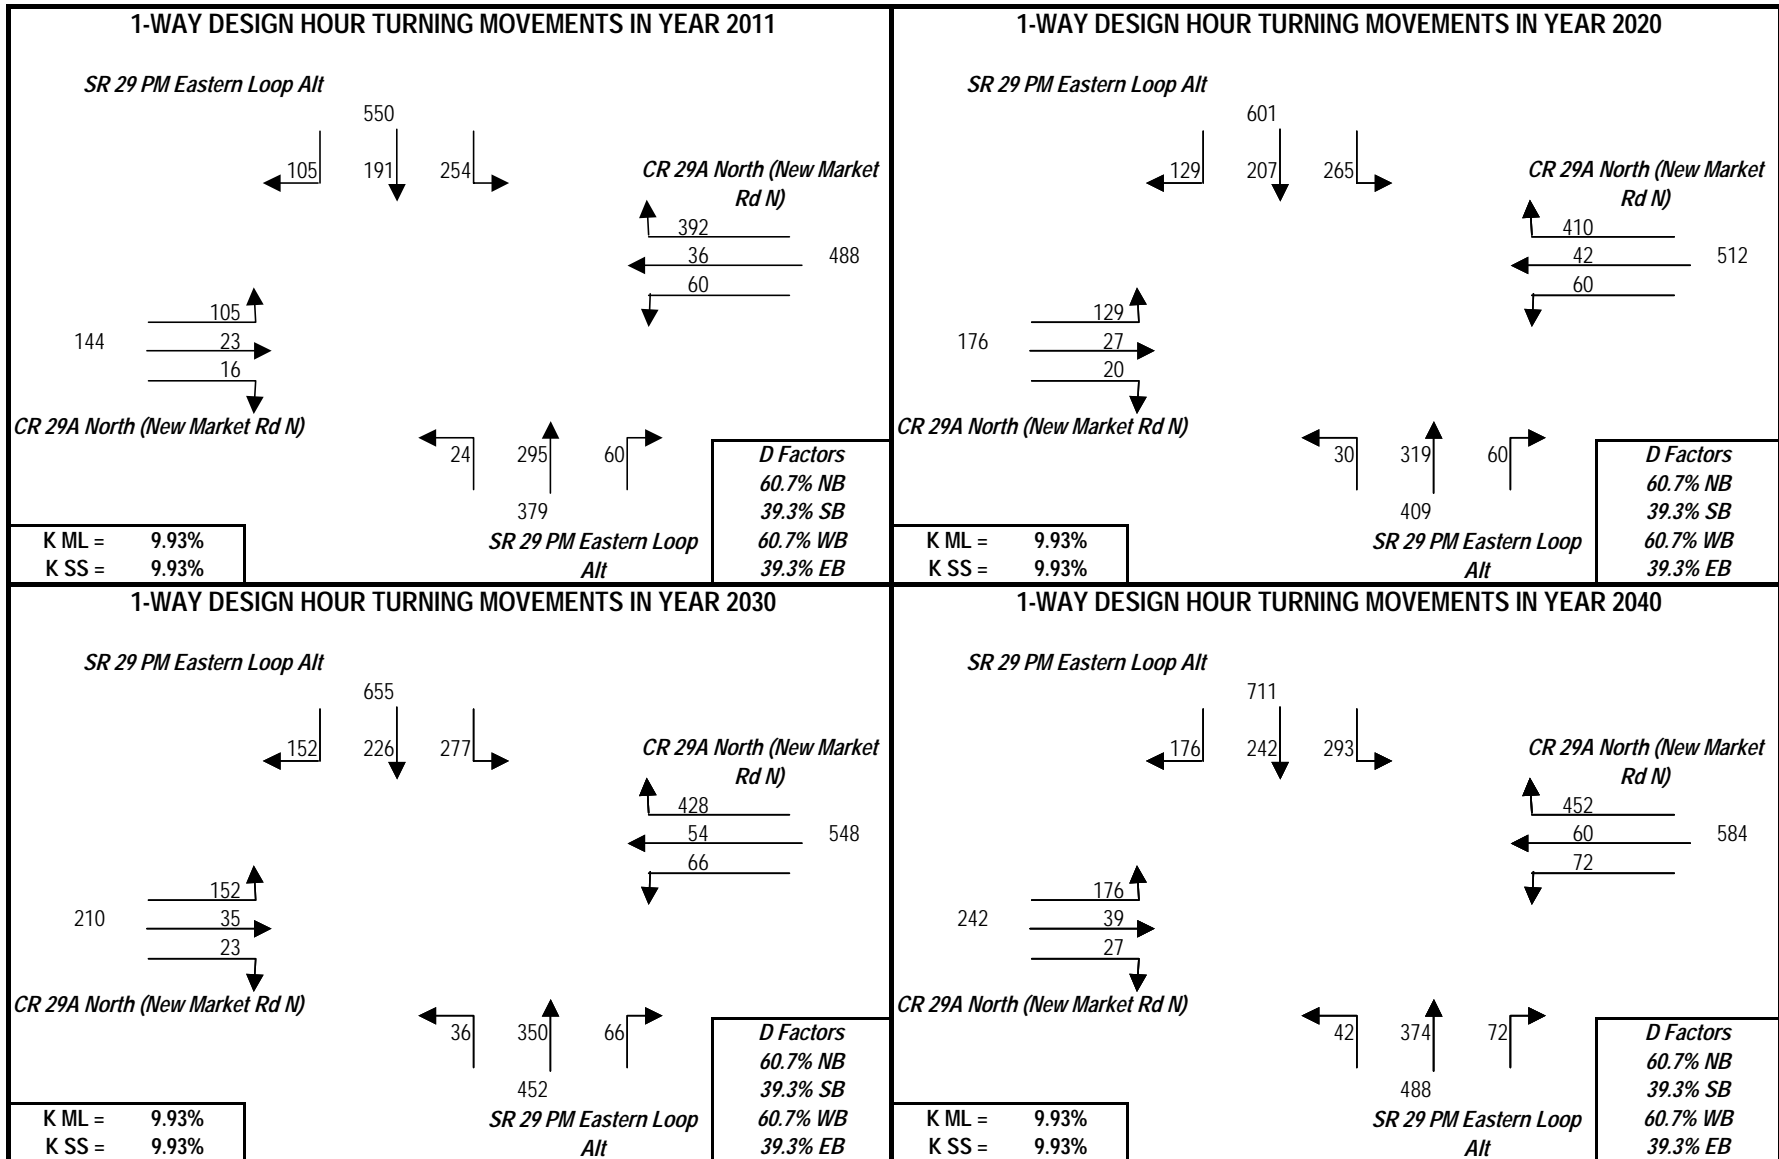 1-WAY DESIGN HOUR TURNING MOVEMENTS IN YEAR 2011
SR 29 PM Eastern Loop Alt
550
105 191 254
CR 29A North (New Market
Rd N)
392
36 488
60
105
144 23
16
CR 29A North (New Market Rd N)
24 295 60
379
SR 29 PM Eastern Loop
Alt
D Factors
60.7% NB
39.3% SB
60.7% WB
39.3% EB
K ML = 9.93%
K SS = 9.93%
1-WAY DESIGN HOUR TURNING MOVEMENTS IN YEAR 2020
SR 29 PM Eastern Loop Alt
601
129 207 265
CR 29A North (New Market
Rd N)
410
42 512
60
129
176 27
20
CR 29A North (New Market Rd N)
30 319 60
409
SR 29 PM Eastern Loop
Alt
D Factors
60.7% NB
39.3% SB
60.7% WB
39.3% EB
K ML = 9.93%
K SS = 9.93%
1-WAY DESIGN HOUR TURNING MOVEMENTS IN YEAR 2030
SR 29 PM Eastern Loop Alt
655
152 226 277
CR 29A North (New Market
Rd N)
428
54 548
66
152
210 35
23
CR 29A North (New Market Rd N)
36 350 66
452
SR 29 PM Eastern Loop
Alt
D Factors
60.7% NB
39.3% SB
60.7% WB
39.3% EB
K ML = 9.93%
K SS = 9.93%
1-WAY DESIGN HOUR TURNING MOVEMENTS IN YEAR 2040
SR 29 PM Eastern Loop Alt
711
176 242 293
CR 29A North (New Market
Rd N)
452
60 584
72
176
242 39
27
CR 29A North (New Market Rd N)
42 374 72
488
SR 29 PM Eastern Loop
Alt
D Factors
60.7% NB
39.3% SB
60.7% WB
39.3% EB
K ML = 9.93%
K SS = 9.93%